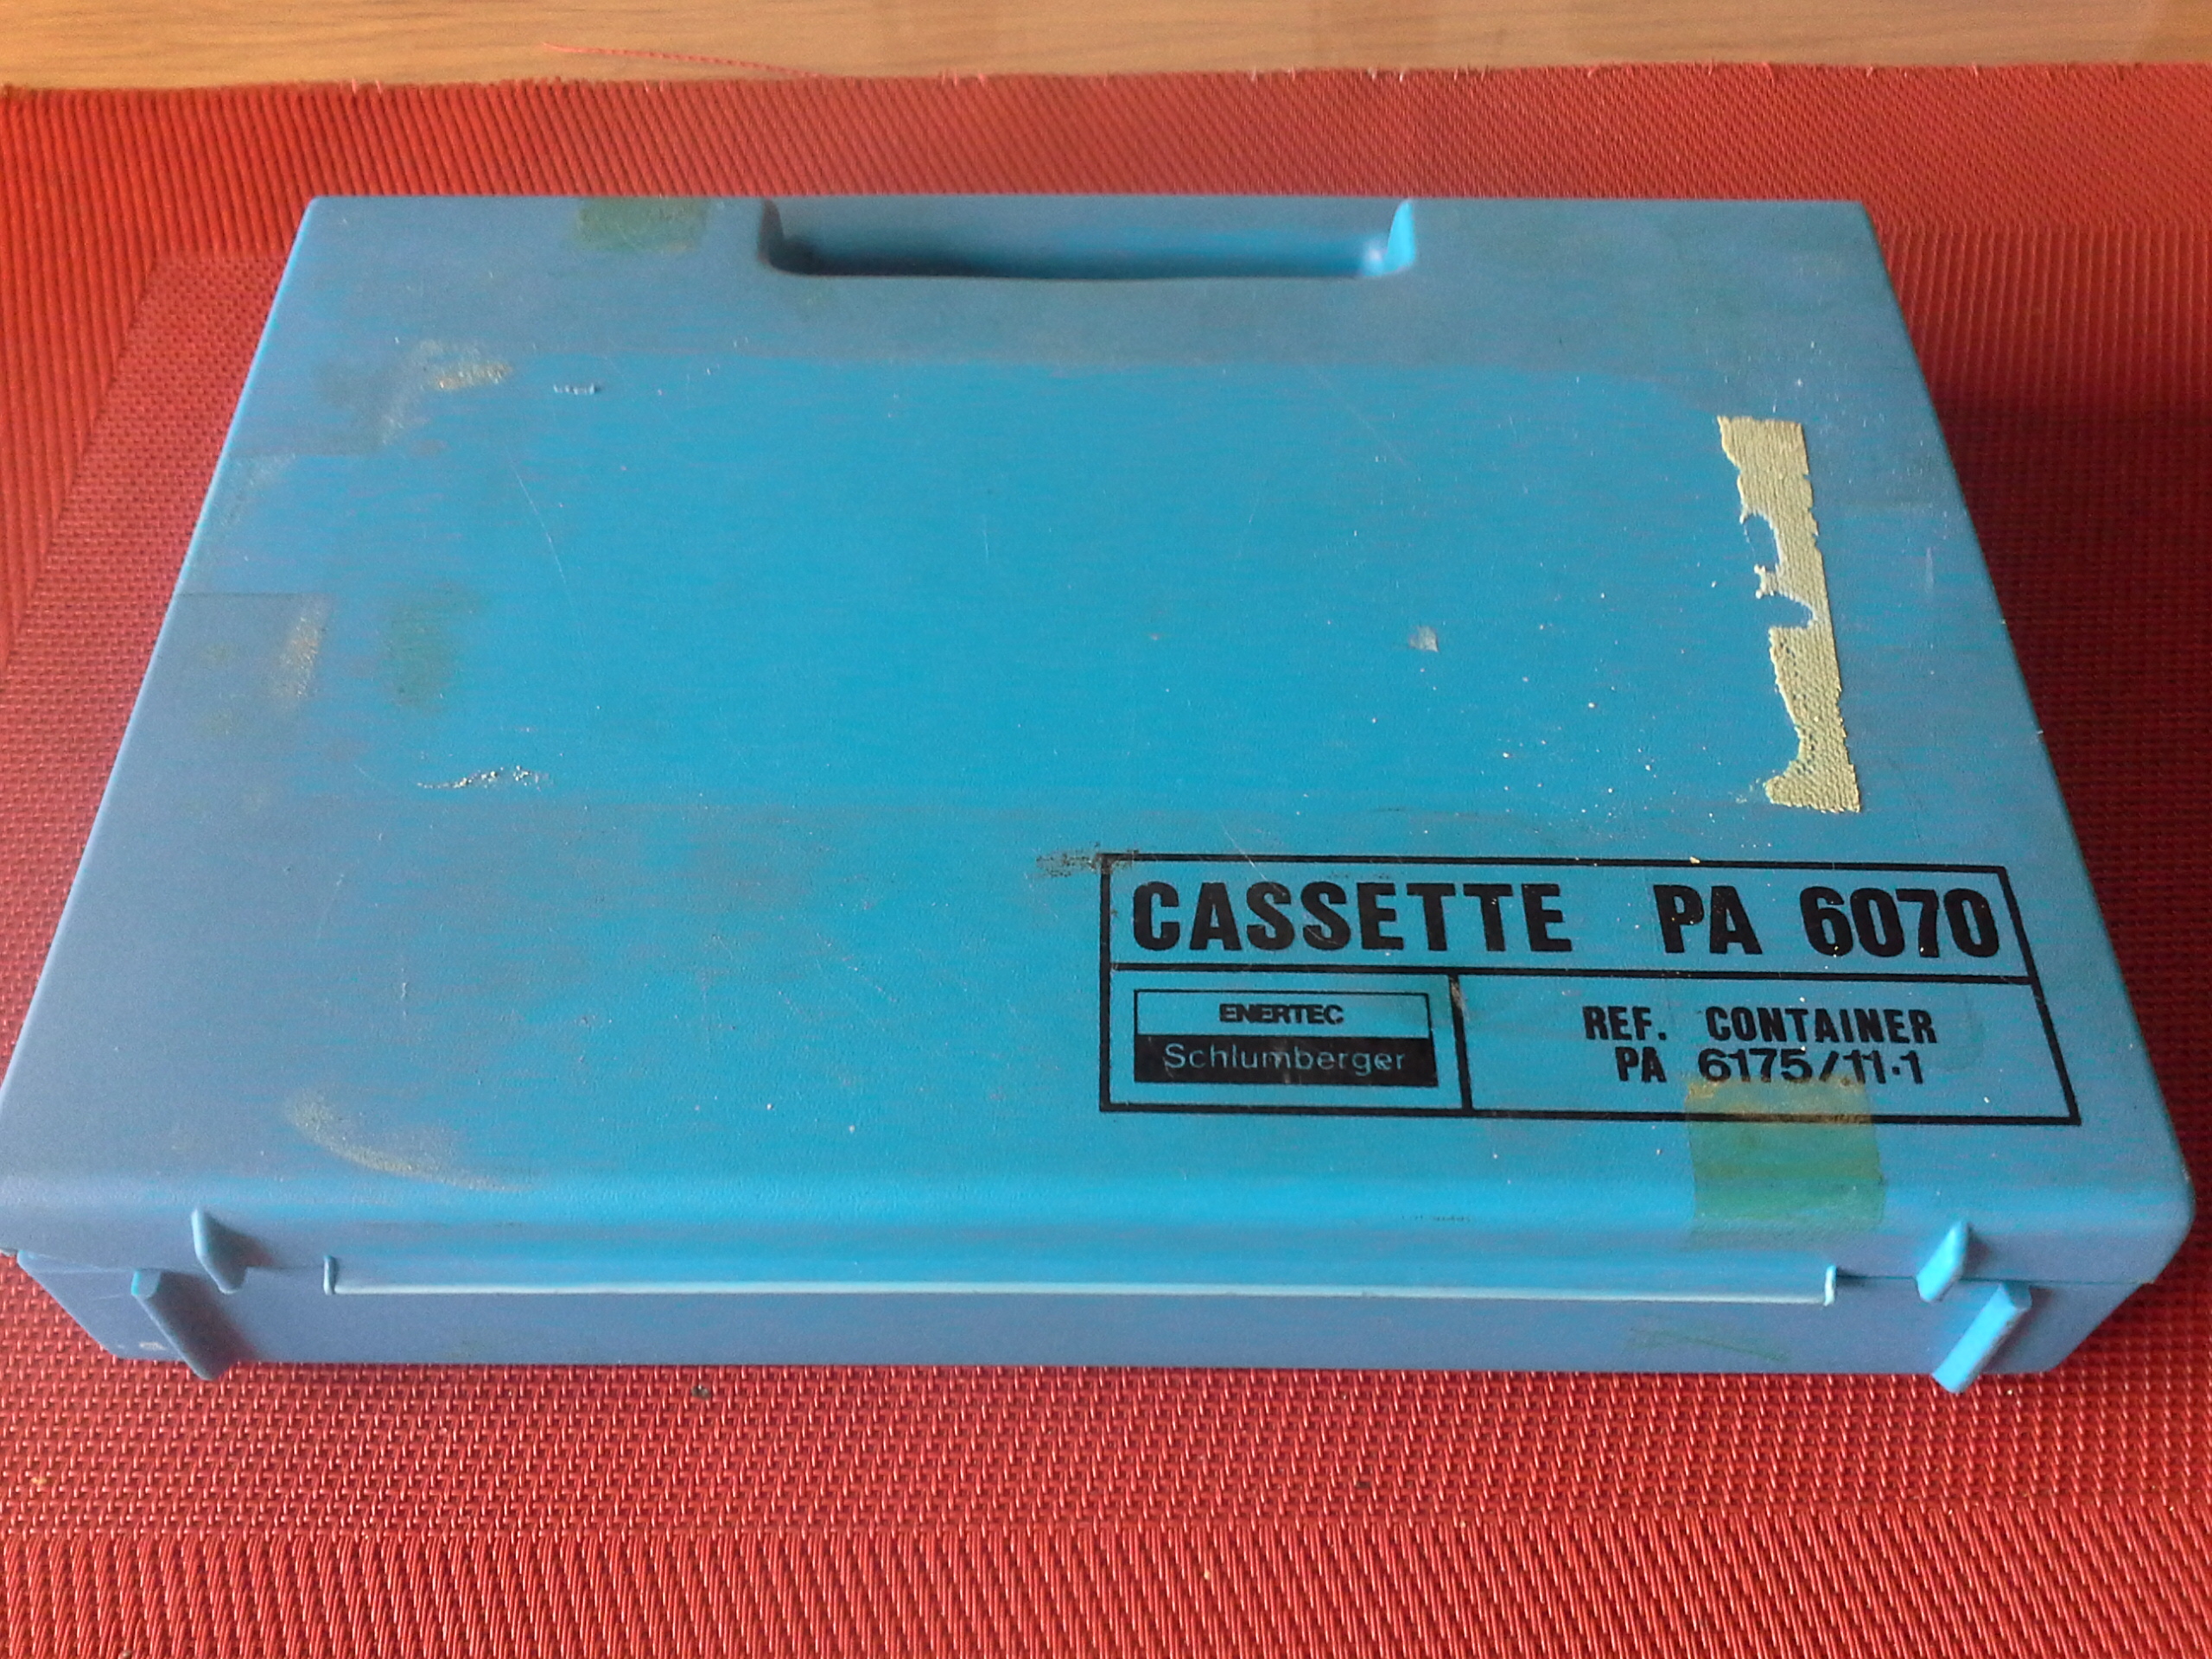 CASSETTE PA 6070
ENERTEC
Schlumberger
REF. CONTAINER
PA 6175/11·1